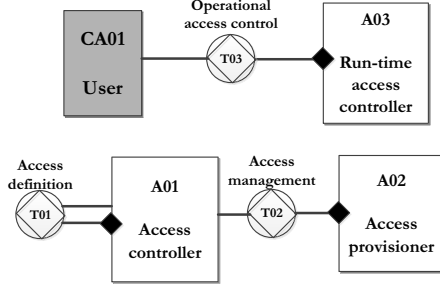 Operational
access control
CA01
User
T03
A03
Run-time
access
controller
Access
definition
T01
A01
Access
controller
Access
management
T02
A02
Access
provisioner